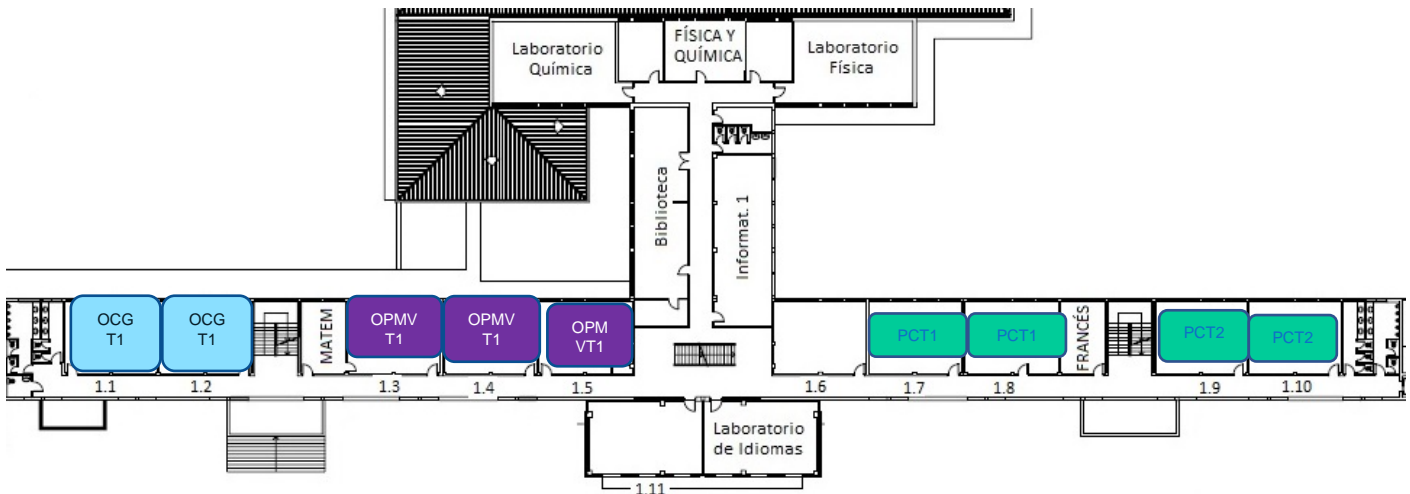 FÍSICA Y
QUÍMICA
Laboratorio
Química
Laboratorio
Física
Biblioteca
Informat. 1
OCG
T1
OCG
T1
MATEM
OPMV
T1
OPMV
T1
OPM
VT1
PCT1
PCT1
FRANCÉS
PCT2
PCT2
1.1
1.2
1.3
1.4
1.5
1.6
1.7
1.8
1.9
1.10
Laboratorio
de Idiomas
1.11